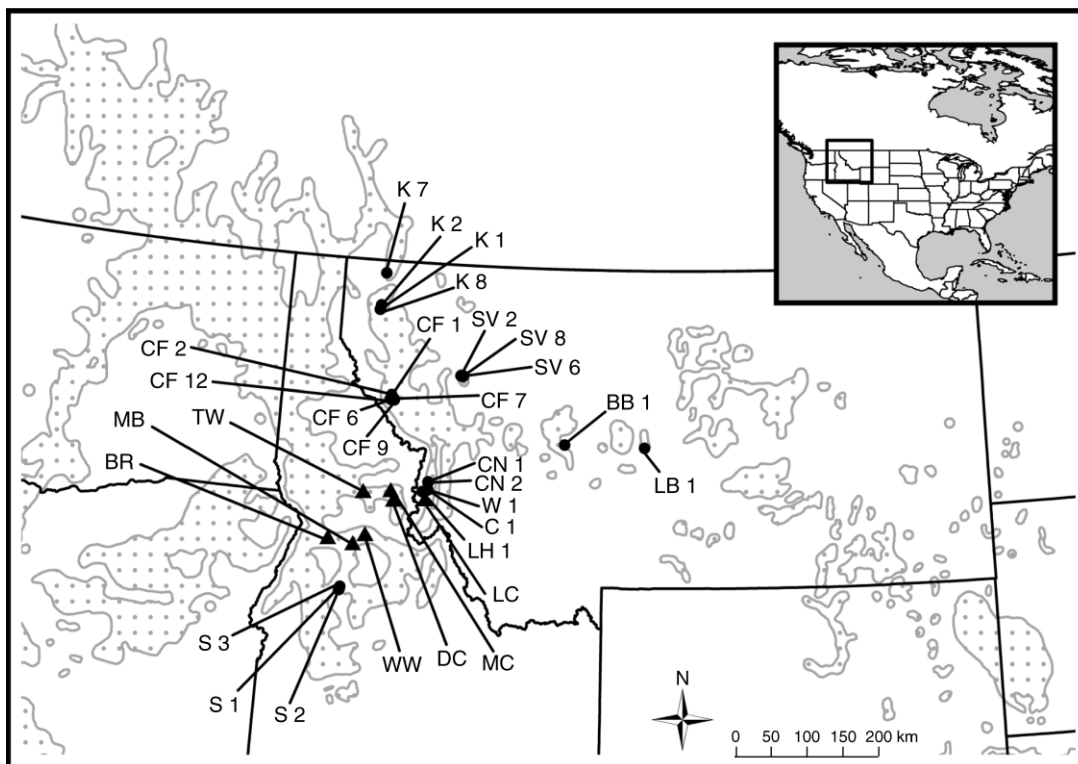 K 7
K 2
K 1
K 8
SV 2
CF 1
SV 8
CF 2
SV 6
CF 12
CF 7
BB 1
CF 6
MB
TW
CF 9
BR
CN 1
LB 1
CN 2
W 1
C 1
LH 1
LC
S 3
WW
DC
MC
S 1
S 2
N
0 50 100 150 200 km